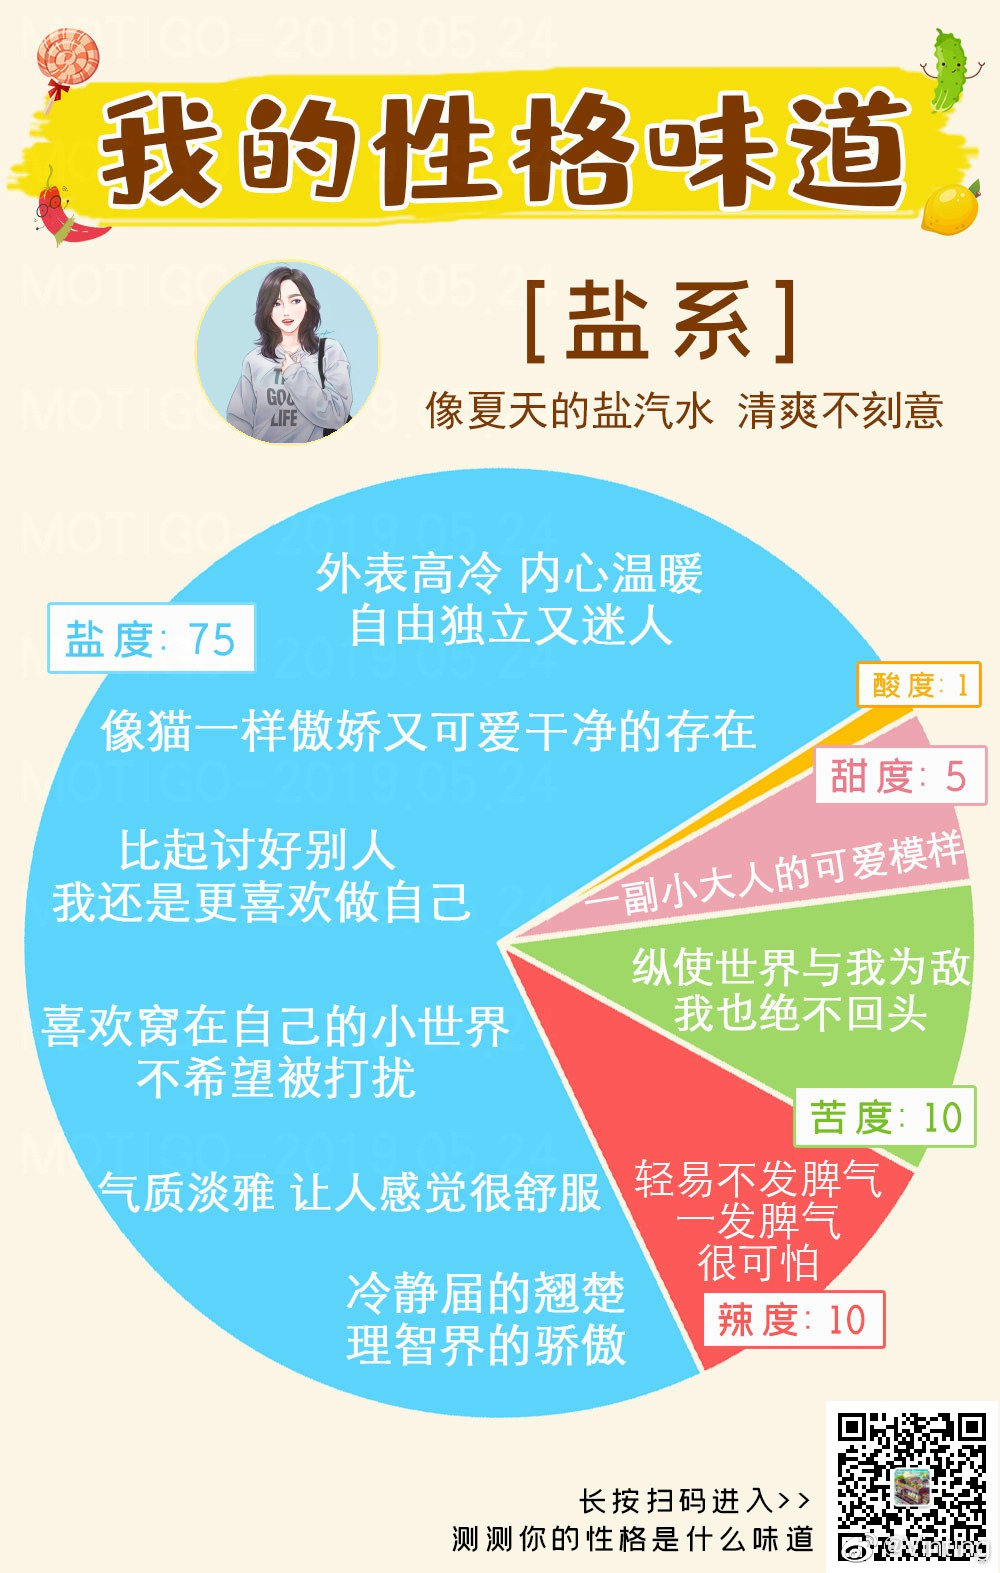 我的性格味道
[盐系]
像夏天的盐汽水 清爽不刻意
外表高冷 内心温暖
自由独立又迷人
盐度: 75
酸度: 1
像猫一样傲娇又可爱干净的存在
甜度: 5
比起讨好别人
我还是更喜欢做自己
一副小大人的可爱模样
纵使世界与我为敌
我也绝不回头
喜欢窝在自己的小世界
不希望被打扰
苦度: 10
气质淡雅 让人感觉很舒服
轻易不发脾气
一发脾气
很可怕
冷静届的翘楚
理智界的骄傲
辣度: 10
长按扫码进入>>
测测你的性格是什么味道
MOTIGO-2019_05_24
THE
GOOD
LIFE